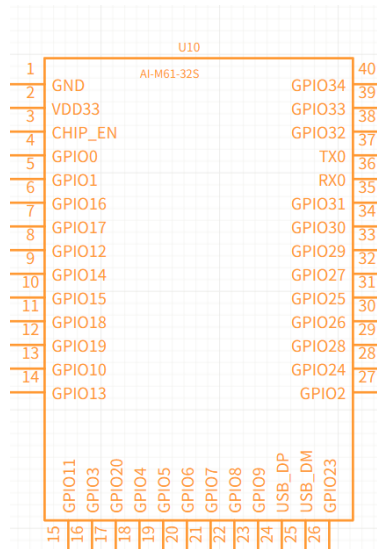 U10
AI-M61-32S
1 GND GPIO34 40
2 VDD33 GPIO33 39
3 CHIP_EN GPIO32 38
4 GPIO0 TX0 37
5 GPIO1 RX0 36
6 GPIO16 GPIO31 35
7 GPIO17 GPIO30 34
8 GPIO12 GPIO29 33
9 GPIO14 GPIO27 32
10 GPIO15 GPIO25 31
11 GPIO18 GPIO26 30
12 GPIO19 GPIO28 29
13 GPIO10 GPIO24 28
14 GPIO13 GPIO2 27
GPIO11 GPIO3 GPIO20 GPIO4 GPIO5 GPIO6 GPIO7 GPIO8 GPIO9 USB_DP USB_DM GPIO23
15 16 17 18 19 20 21 22 23 24 25 26